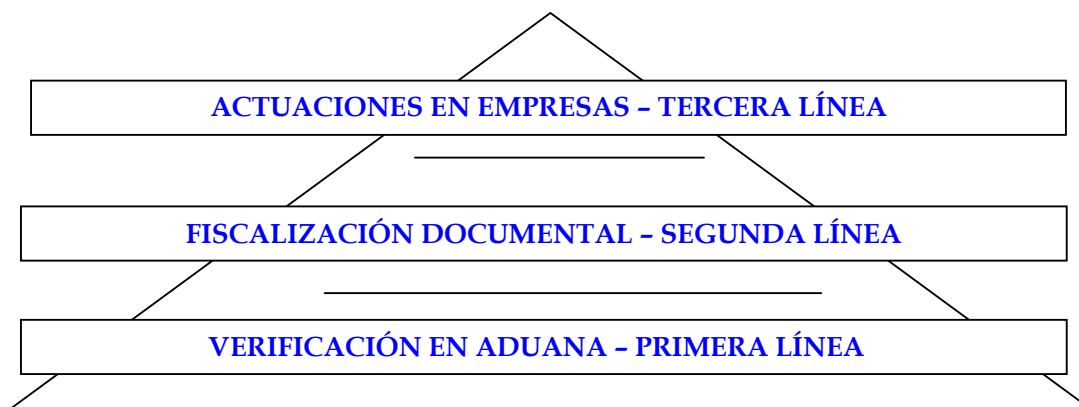 ACTUACIONES EN EMPRESAS – TERCERA LÍNEA
FISCALIZACIÓN DOCUMENTAL – SEGUNDA LÍNEA
VERIFICACIÓN EN ADUANA – PRIMERA LÍNEA